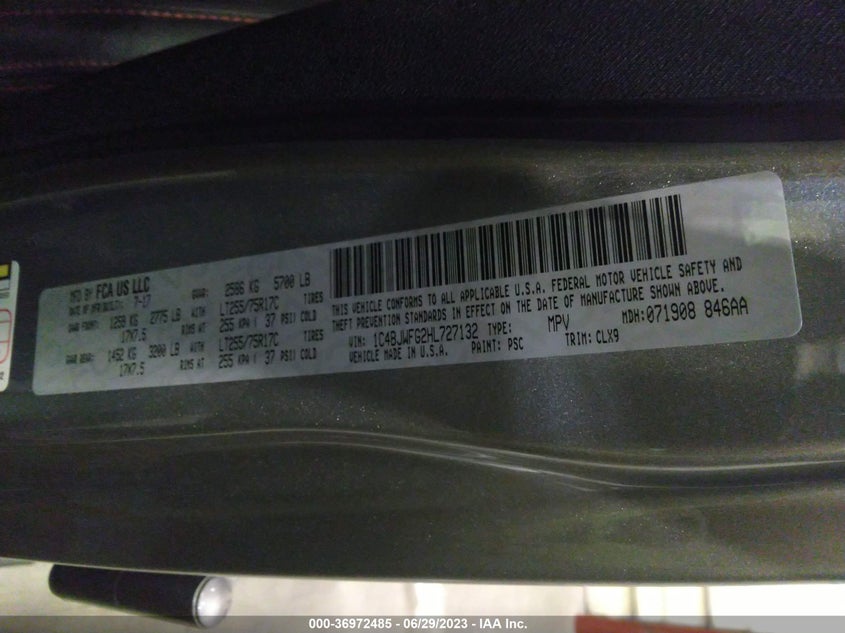 MFD BY FCA US LLC
DATE OF MFR 7-17 GVWR: 2586 KG 5700 LB
GAWR FRONT: 1259 KG 2775 LB WITH LT255/75R17C TIRES
17X7.5 RIMS AT 255 KPA ( 37 PSI) COLD
GAWR REAR: 1452 KG 3200 LB WITH LT255/75R17C TIRES
17X7.5 RIMS AT 255 KPA ( 37 PSI) COLD
THIS VEHICLE CONFORMS TO ALL APPLICABLE U.S.A. FEDERAL MOTOR VEHICLE SAFETY AND
THEFT PREVENTION STANDARDS IN EFFECT ON THE DATE OF MANUFACTURE SHOWN ABOVE.
VIN: 1C4BJWFG2HL727132 TYPE: MPV MDH: 071908 846AA
VEHICLE MADE IN U.S.A. PAINT: PSC TRIM: CLX9
000-36972485 - 06/29/2023 - IAA Inc.